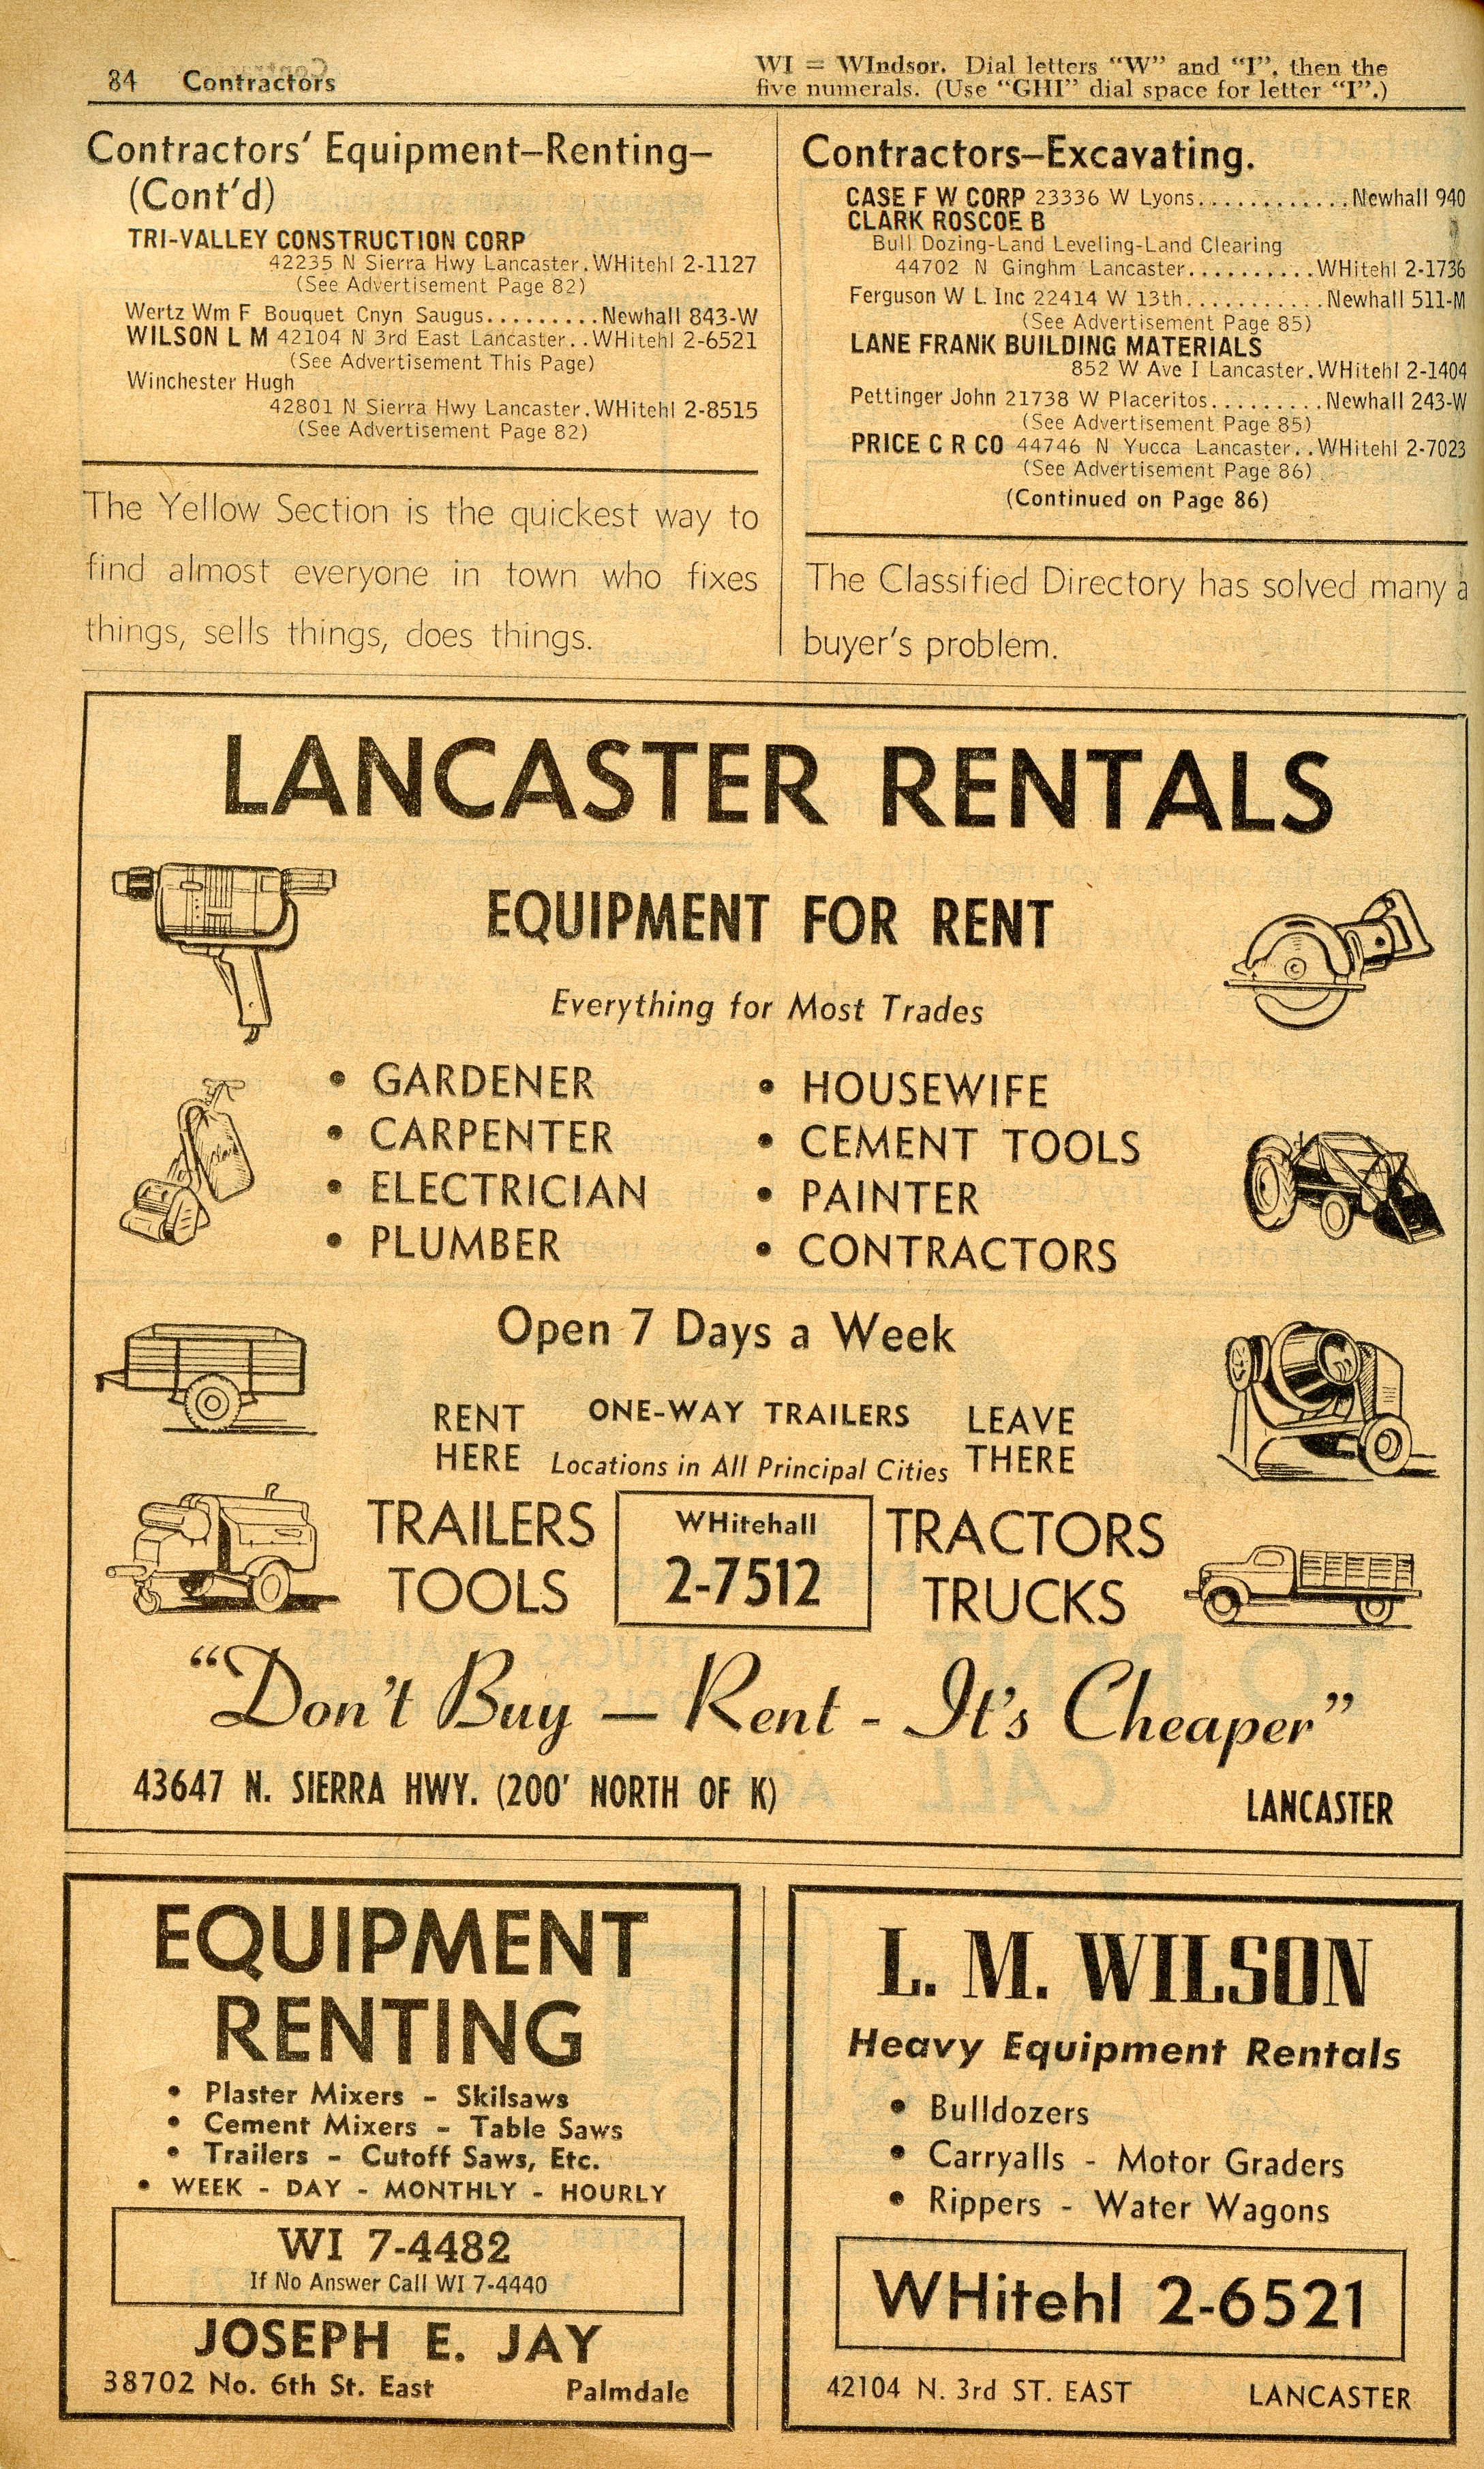 84 Contractors
WI = WIndsor. Dial letters "W" and "I", then the
five numerals. (Use "GHI" dial space for letter "I".)
Contractors' Equipment—Renting—
(Cont'd)
TRI-VALLEY CONSTRUCTION CORP
42235 N Sierra Hwy Lancaster.WHitehl 2-1127
(See Advertisement Page 82)
Wertz Wm F Bouquet Cnyn Saugus.........Newhall 843-W
WILSON L M 42104 N 3rd East Lancaster..WHitehl 2-6521
(See Advertisement This Page)
Winchester Hugh
42801 N Sierra Hwy Lancaster.WHitehl 2-8515
(See Advertisement Page 82)
The Yellow Section is the quickest way to
find almost everyone in town who fixes
things, sells things, does things.
Contractors—Excavating.
CASE F W CORP 23336 W Lyons............Newhall 940
CLARK ROSCOE B
Bull Dozing-Land Leveling-Land Clearing
44702 N Ginghm Lancaster..........WHitehl 2-1736
Ferguson W L Inc 22414 W 13th...........Newhall 511-M
(See Advertisement Page 85)
LANE FRANK BUILDING MATERIALS
852 W Ave I Lancaster.WHitehl 2-1404
Pettinger John 21738 W Placeritos.........Newhall 243-W
(See Advertisement Page 85)
PRICE C R CO 44746 N Yucca Lancaster..WHitehl 2-7023
(See Advertisement Page 86)
(Continued on Page 86)
The Classified Directory has solved many a
buyer's problem.
LANCASTER RENTALS
EQUIPMENT FOR RENT
Everything for Most Trades
• GARDENER
• CARPENTER
• ELECTRICIAN
• PLUMBER
• HOUSEWIFE
• CEMENT TOOLS
• PAINTER
• CONTRACTORS
Open 7 Days a Week
RENT
HERE
ONE-WAY TRAILERS
Locations in All Principal Cities
LEAVE
THERE
TRAILERS
TOOLS
WHitehall
2-7512
TRACTORS
TRUCKS
"Don't Buy — Rent - It's Cheaper"
43647 N. SIERRA HWY. (200' NORTH OF K) LANCASTER
EQUIPMENT
RENTING
• Plaster Mixers - Skilsaws
• Cement Mixers - Table Saws
• Trailers - Cutoff Saws, Etc.
• WEEK - DAY - MONTHLY - HOURLY
WI 7-4482
If No Answer Call WI 7-4440
JOSEPH E. JAY
38702 No. 6th St. East Palmdale
L. M. WILSON
Heavy Equipment Rentals
• Bulldozers
• Carryalls - Motor Graders
• Rippers - Water Wagons
WHitehl 2-6521
42104 N. 3rd ST. EAST LANCASTER